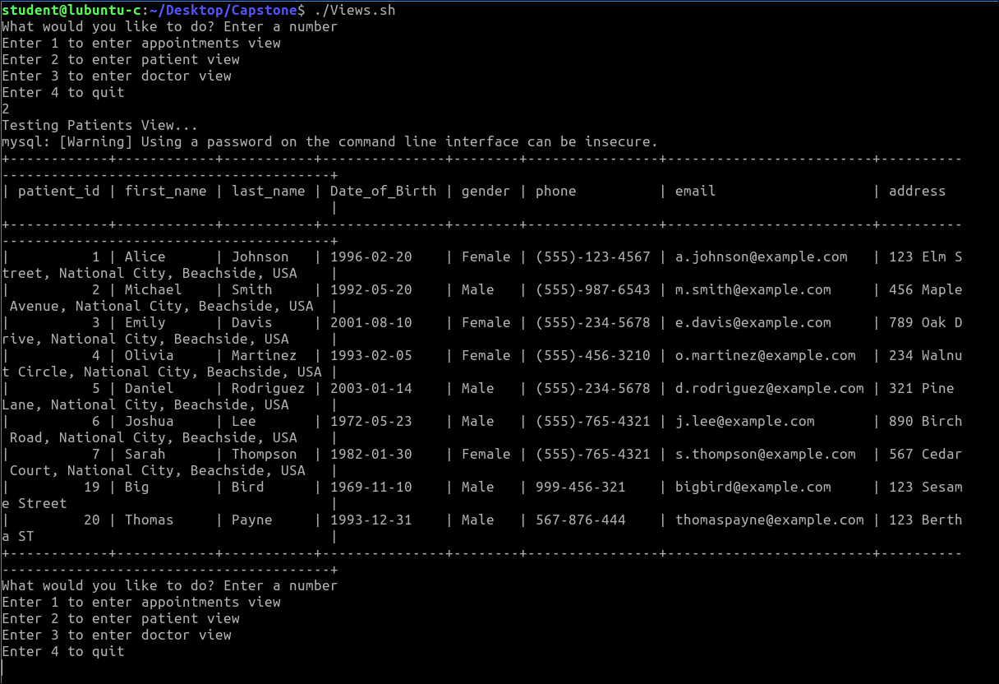 student@lubuntu-c:~/Desktop/Capstone$ ./Views.sh
What would you like to do? Enter a number
Enter 1 to enter appointments view
Enter 2 to enter patient view
Enter 3 to enter doctor view
Enter 4 to quit
2
Testing Patients View...
mysql: [Warning] Using a password on the command line interface can be insecure.
+------------+------------+-----------+---------------+--------+----------------+-------------------------+----------
----------------------------------------+
| patient_id | first_name | last_name | Date_of_Birth | gender | phone          | email                   | address
                                        |
+------------+------------+-----------+---------------+--------+----------------+-------------------------+----------
----------------------------------------+
|          1 | Alice      | Johnson   | 1996-02-20    | Female | (555)-123-4567 | a.johnson@example.com   | 123 Elm S
treet, National City, Beachside, USA    |
|          2 | Michael    | Smith     | 1992-05-20    | Male   | (555)-987-6543 | m.smith@example.com     | 456 Maple
 Avenue, National City, Beachside, USA  |
|          3 | Emily      | Davis     | 2001-08-10    | Female | (555)-234-5678 | e.davis@example.com     | 789 Oak D
rive, National City, Beachside, USA     |
|          4 | Olivia     | Martinez  | 1993-02-05    | Female | (555)-456-3210 | o.martinez@example.com  | 234 Walnu
t Circle, National City, Beachside, USA |
|          5 | Daniel     | Rodriguez | 2003-01-14    | Male   | (555)-234-5678 | d.rodriguez@example.com | 321 Pine
Lane, National City, Beachside, USA     |
|          6 | Joshua     | Lee       | 1972-05-23    | Male   | (555)-765-4321 | j.lee@example.com       | 890 Birch
 Road, National City, Beachside, USA    |
|          7 | Sarah      | Thompson  | 1982-01-30    | Female | (555)-765-4321 | s.thompson@example.com  | 567 Cedar
 Court, National City, Beachside, USA   |
|         19 | Big        | Bird      | 1969-11-10    | Male   | 999-456-321    | bigbird@example.com     | 123 Sesam
e Street                                |
|         20 | Thomas     | Payne     | 1993-12-31    | Male   | 567-876-444    | thomaspayne@example.com | 123 Berth
a ST                                    |
+------------+------------+-----------+---------------+--------+----------------+-------------------------+----------
----------------------------------------+
What would you like to do? Enter a number
Enter 1 to enter appointments view
Enter 2 to enter patient view
Enter 3 to enter doctor view
Enter 4 to quit